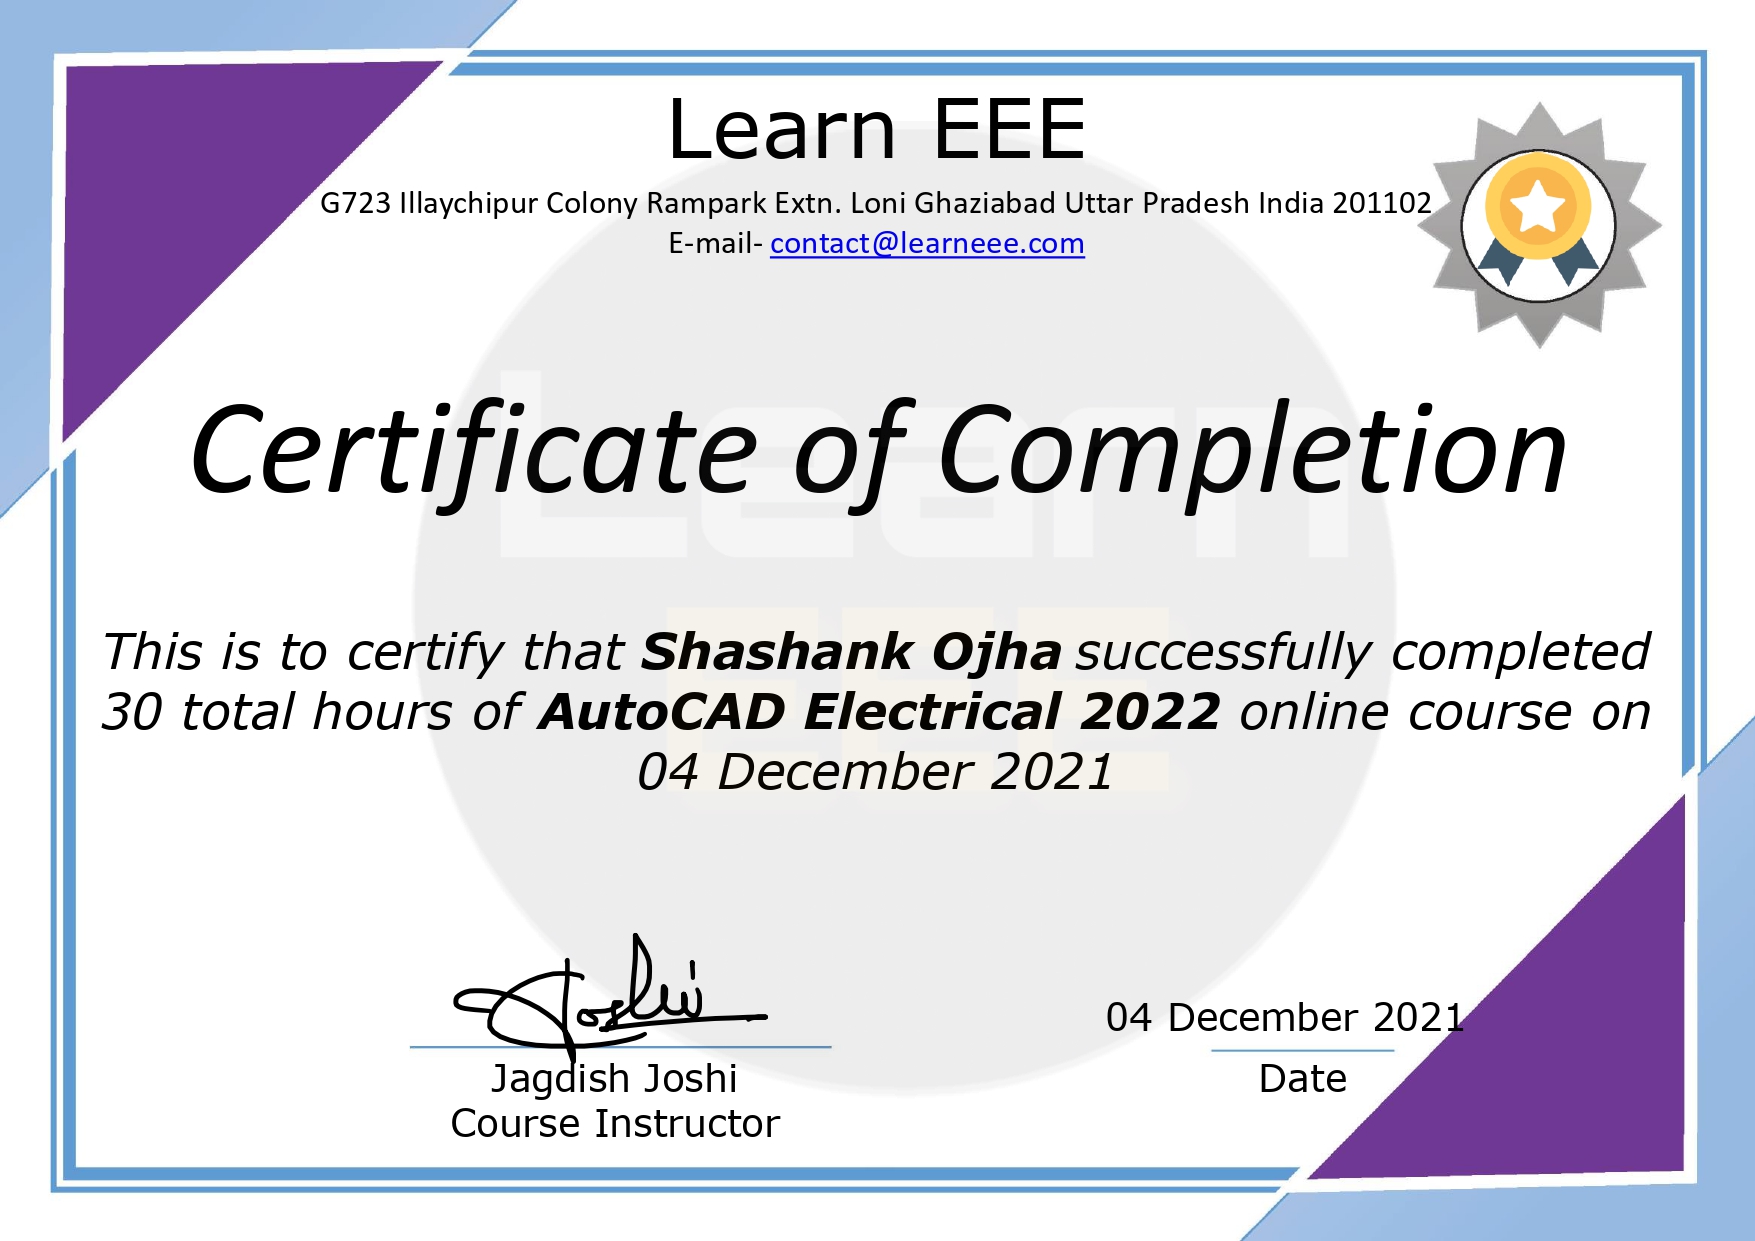 Learn EEE
G723 Illaychipur Colony Rampark Extn. Loni Ghaziabad Uttar Pradesh India 201102
E-mail- contact@learneee.com
Certificate of Completion
Learn
EEE
This is to certify that Shashank Ojha successfully completed
30 total hours of AutoCAD Electrical 2022 online course on
04 December 2021
Joshi
04 December 2021
Jagdish Joshi
Date
Course Instructor